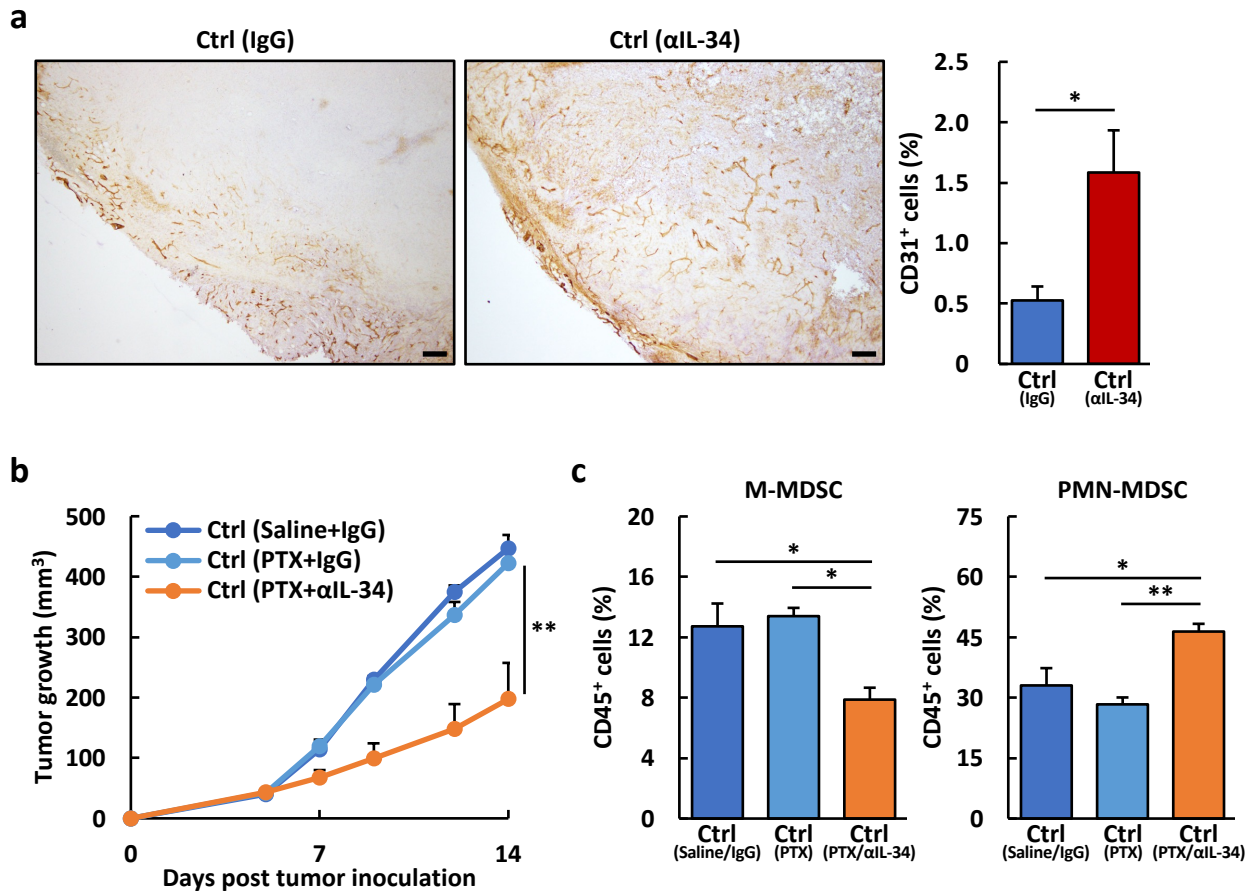 a
Ctrl (IgG)
Ctrl (αIL-34)
CD31⁺ cells (%)
2.5
2.0
1.5
1.0
0.5
0
*
Ctrl
(IgG)
Ctrl
(αIL-34)
b
Tumor growth (mm³)
500
400
300
200
100
0
Ctrl (Saline+IgG)
Ctrl (PTX+IgG)
Ctrl (PTX+αIL-34)
**
0
7
14
Days post tumor inoculation
c
M-MDSC
CD45⁺ cells (%)
20
16
12
8
4
0
*
*
Ctrl
(Saline/IgG)
Ctrl
(PTX)
Ctrl
(PTX/αIL-34)
PMN-MDSC
CD45⁺ cells (%)
75
60
45
30
15
0
*
**
Ctrl
(Saline/IgG)
Ctrl
(PTX)
Ctrl
(PTX/αIL-34)